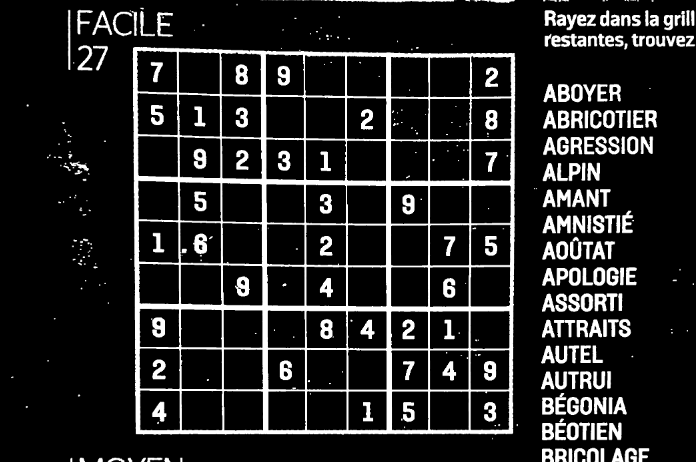 FACILE
27
7 8 9 2
5 1 3 2 8
9 2 3 1 7
5 3 9
1 6 2 7 5
9 4 6
9 8 4 2 1
2 6 7 4 9
4 1 5 3
Rayez dans la grill
restantes, trouvez
ABOYER
ABRICOTIER
AGRESSION
ALPIN
AMANT
AMNISTIÉ
AOÛTAT
APOLOGIE
ASSORTI
ATTRAITS
AUTEL
AUTRUI
BÉGONIA
BÉOTIEN
BRICOLAGE
MOYEN